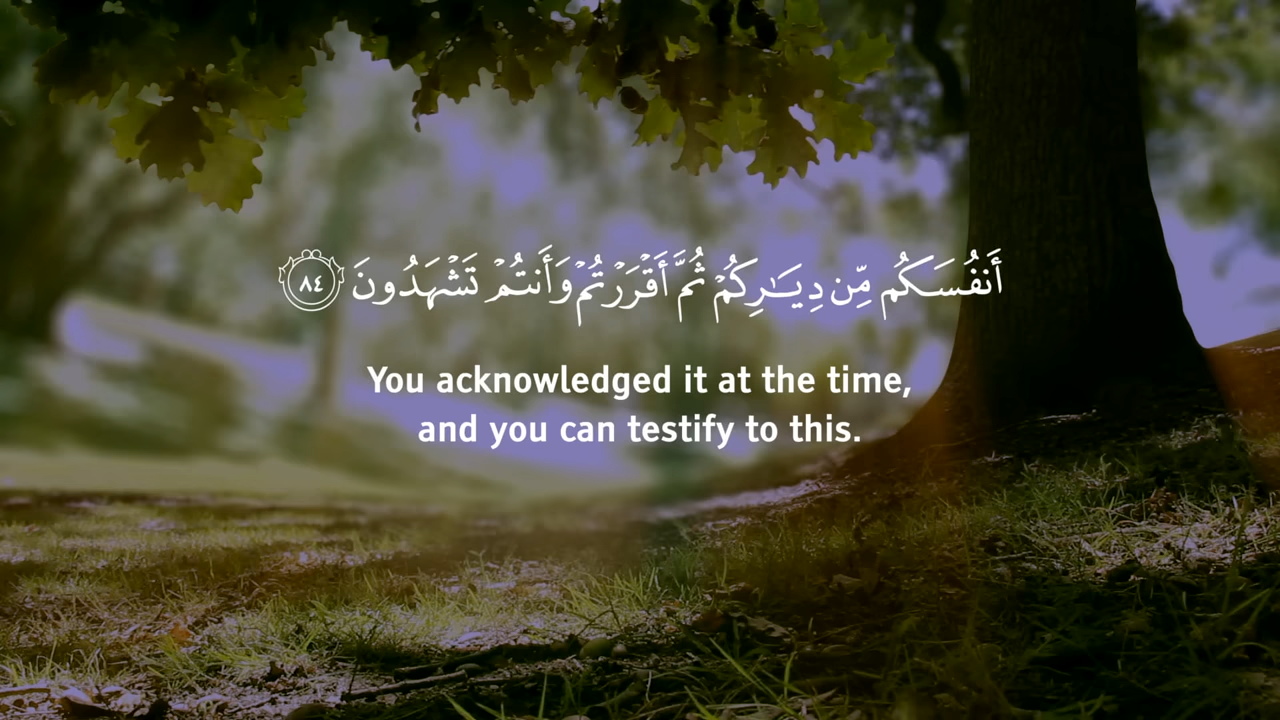 أَنفُسَكُم مِّن دِيَـٰرِكُمْ ثُمَّ أَقْرَرْتُمْ وَأَنتُمْ تَشْهَدُونَ ٨٤
You acknowledged it at the time,
and you can testify to this.